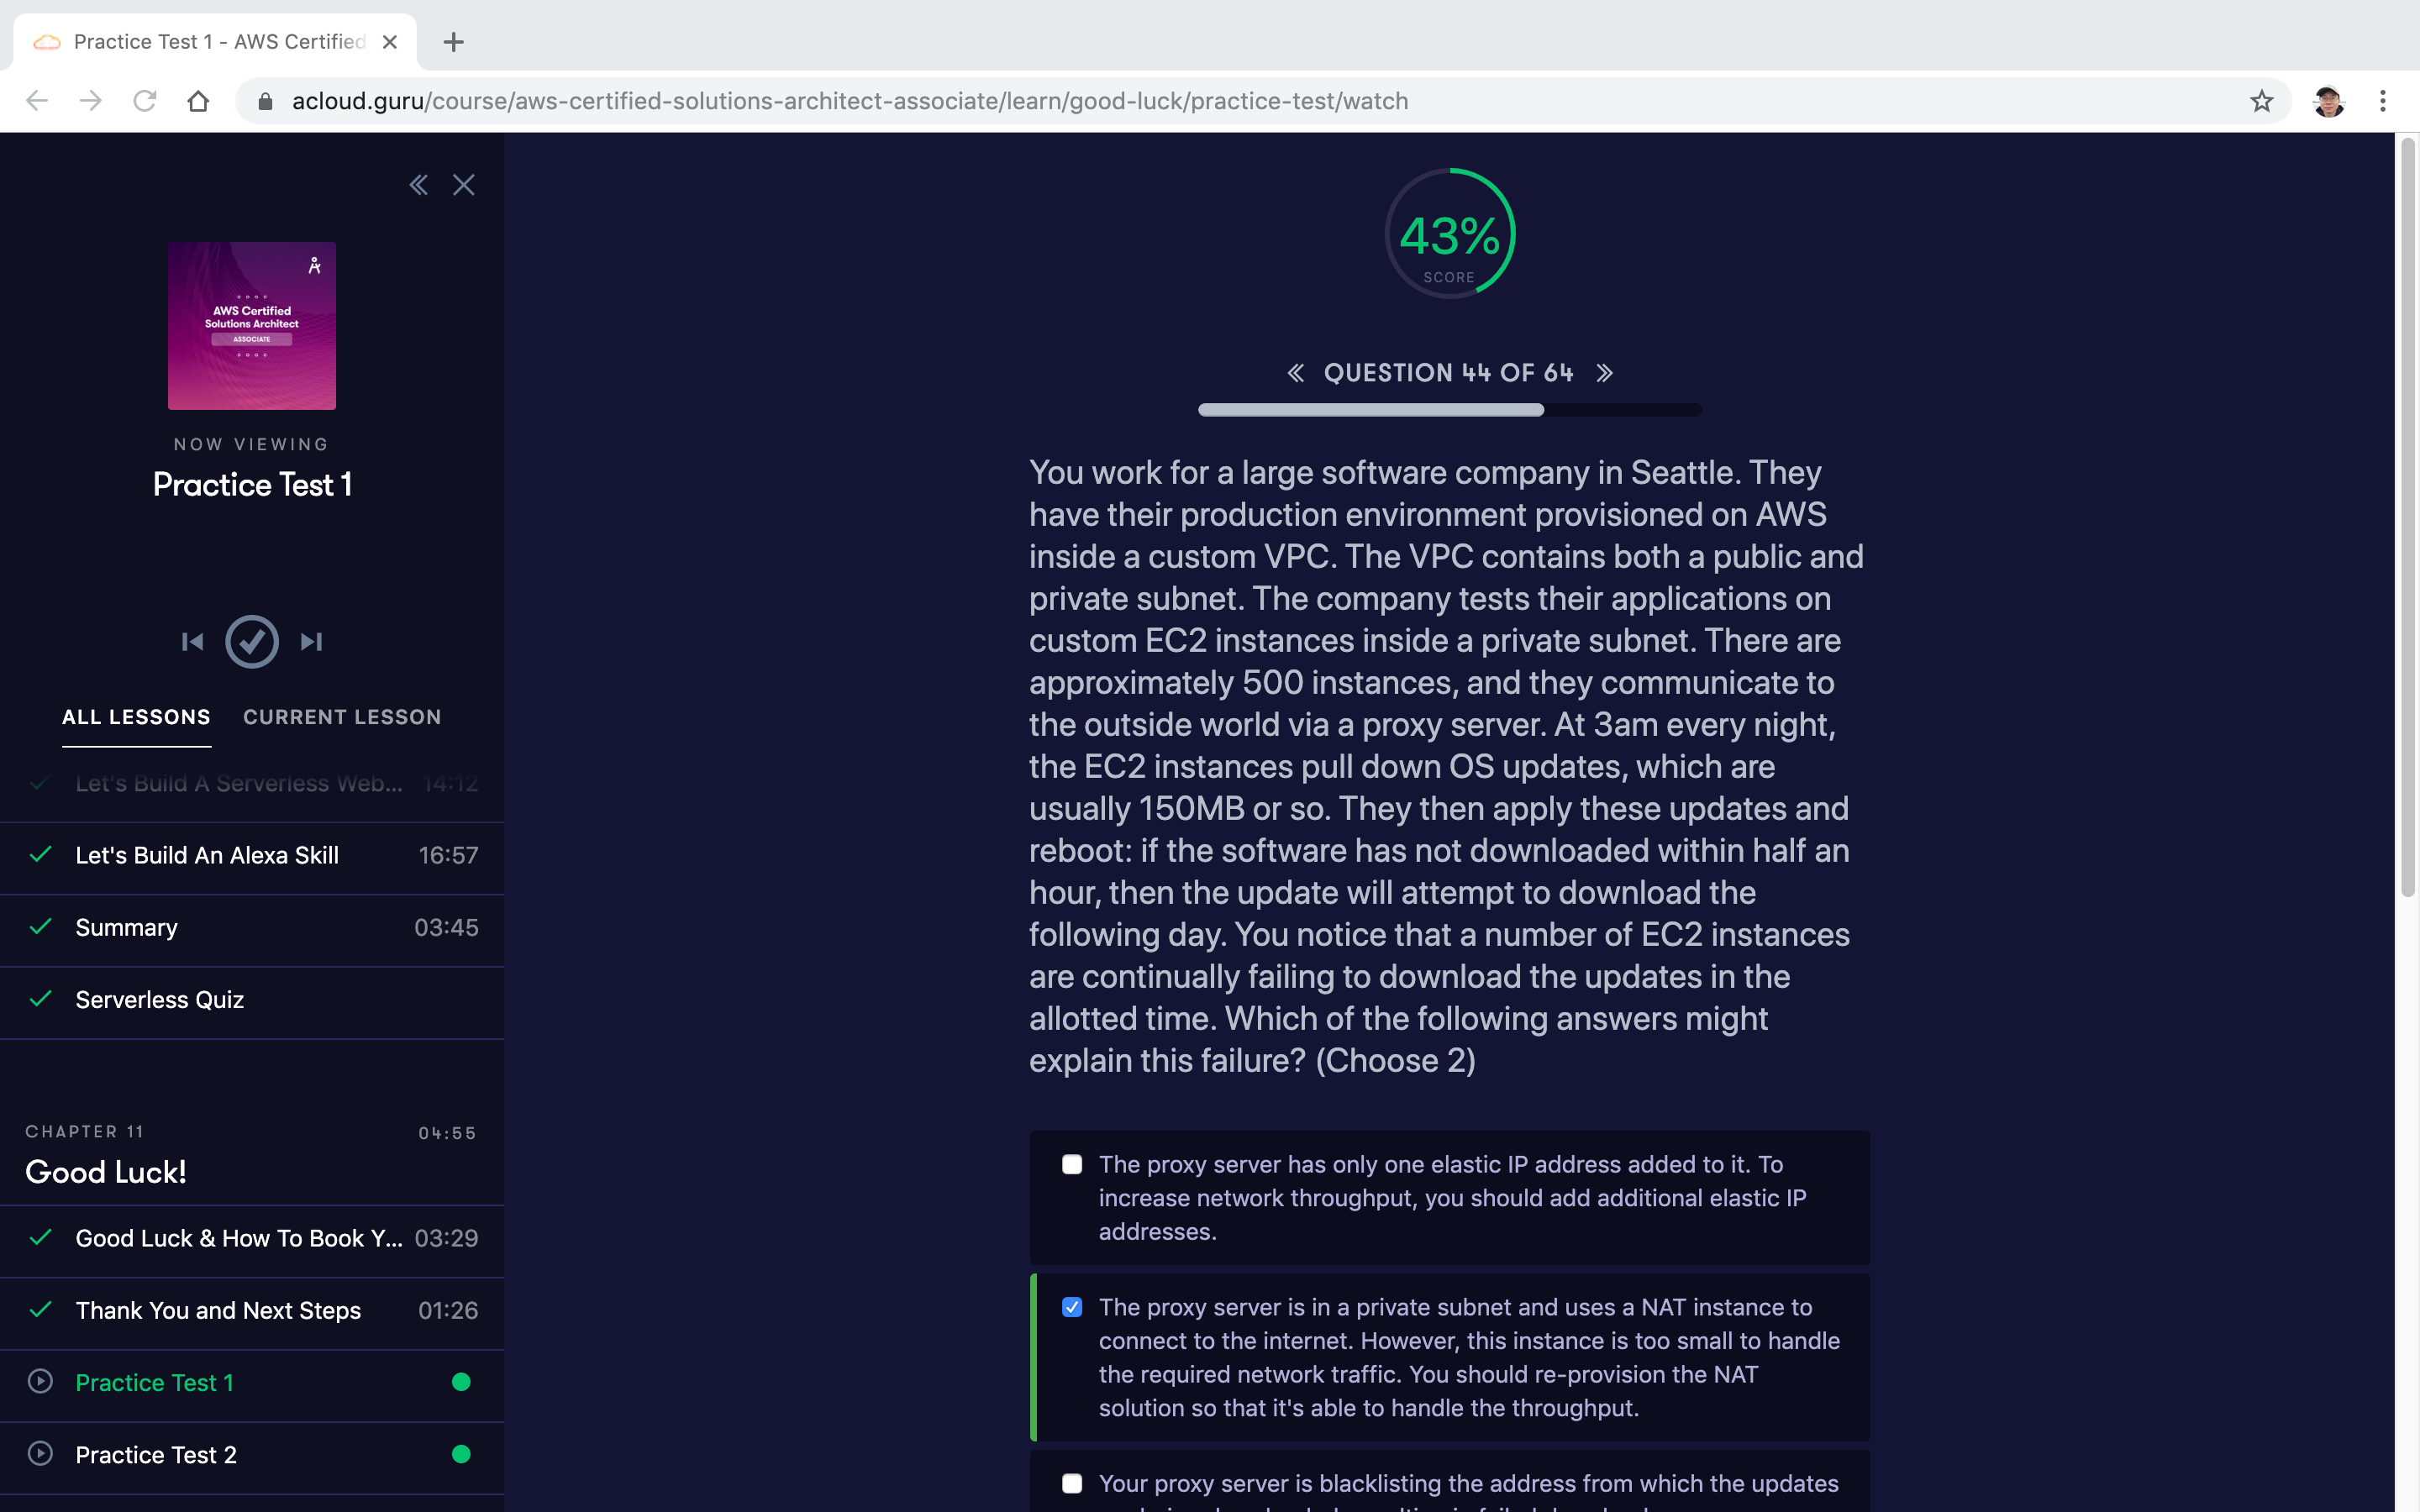 Practice Test 1 - AWS Certified
acloud.guru/course/aws-certified-solutions-architect-associate/learn/good-luck/practice-test/watch
AWS Certified
Solutions Architect
ASSOCIATE
NOW VIEWING
Practice Test 1
ALL LESSONS
CURRENT LESSON
Let's Build A Serverless Web... 14:12
Let's Build An Alexa Skill 16:57
Summary 03:45
Serverless Quiz
CHAPTER 11 04:55
Good Luck!
Good Luck & How To Book Y... 03:29
Thank You and Next Steps 01:26
Practice Test 1
Practice Test 2
43%
SCORE
QUESTION 44 OF 64
You work for a large software company in Seattle. They
have their production environment provisioned on AWS
inside a custom VPC. The VPC contains both a public and
private subnet. The company tests their applications on
custom EC2 instances inside a private subnet. There are
approximately 500 instances, and they communicate to
the outside world via a proxy server. At 3am every night,
the EC2 instances pull down OS updates, which are
usually 150MB or so. They then apply these updates and
reboot: if the software has not downloaded within half an
hour, then the update will attempt to download the
following day. You notice that a number of EC2 instances
are continually failing to download the updates in the
allotted time. Which of the following answers might
explain this failure? (Choose 2)
The proxy server has only one elastic IP address added to it. To
increase network throughput, you should add additional elastic IP
addresses.
The proxy server is in a private subnet and uses a NAT instance to
connect to the internet. However, this instance is too small to handle
the required network traffic. You should re-provision the NAT
solution so that it's able to handle the throughput.
Your proxy server is blacklisting the address from which the updates